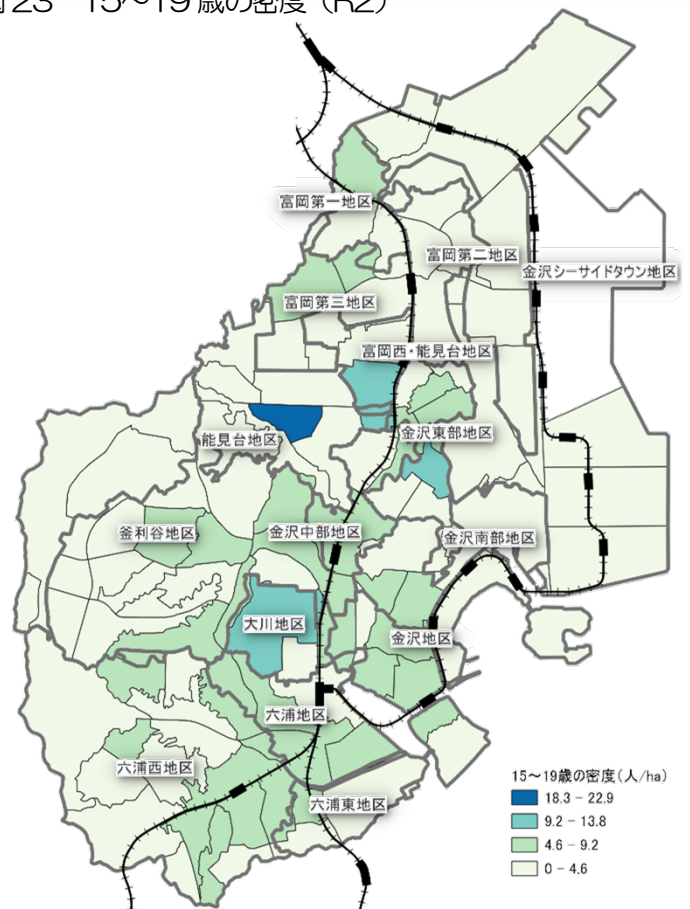 23 15～19歳の密度（R2）
富岡第一地区
富岡第二地区
金沢シーサイドタウン地区
富岡第三地区
富岡西・能見台地区
能見台地区
金沢東部地区
釜利谷地区
金沢中部地区
金沢南部地区
大川地区
金沢地区
六浦地区
六浦西地区
六浦東地区
15～19歳の密度(人/ha)
18.3 - 22.9
9.2 - 13.8
4.6 - 9.2
0 - 4.6